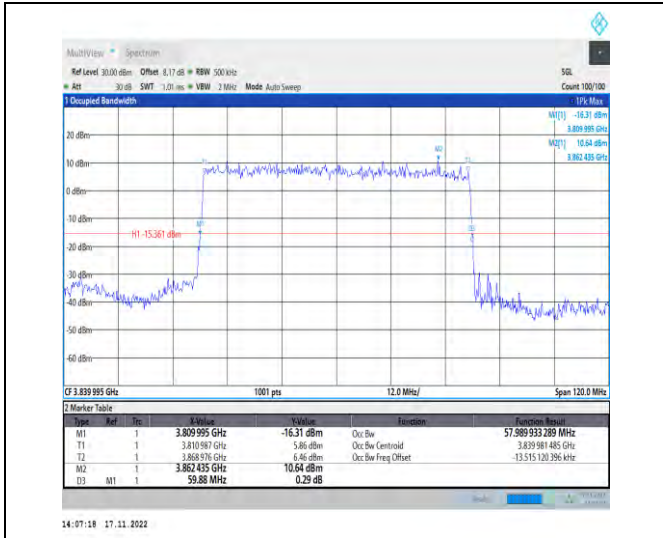 MultiView Spectrum
Ref Level 30.00 dBm Offset 8.17 dB RBW 500 kHz SGL
Att 30 dB SWT 1.01 ms VBW 2 MHz Mode Auto Sweep Count 100/100
1 Occupied Bandwidth 1Pk Max
M1[1] -16.31 dBm
3.809 995 GHz
20 dBm
M2[1] 10.64 dBm
3.862 435 GHz
M2
10 dBm
T1
0 dBm
-10 dBm
M1
D3
H1 -15.361 dBm
-20 dBm
-30 dBm
-40 dBm
-50 dBm
-60 dBm
CF 3.839 995 GHz 1001 pts 12.0 MHz/ Span 120.0 MHz
2 Marker Table
Type Ref Trc X-Value Y-Value Function Function Result
M1 1 3.809 995 GHz -16.31 dBm Occ Bw 57.989 933 289 MHz
T1 1 3.810 987 GHz 5.86 dBm Occ Bw Centroid 3.839 981 485 GHz
T2 1 3.868 976 GHz 6.46 dBm Occ Bw Freq Offset -13.515 120 396 kHz
M2 1 3.862 435 GHz 10.64 dBm
D3 M1 1 59.88 MHz 0.29 dB
14:07:18 17.11.2022